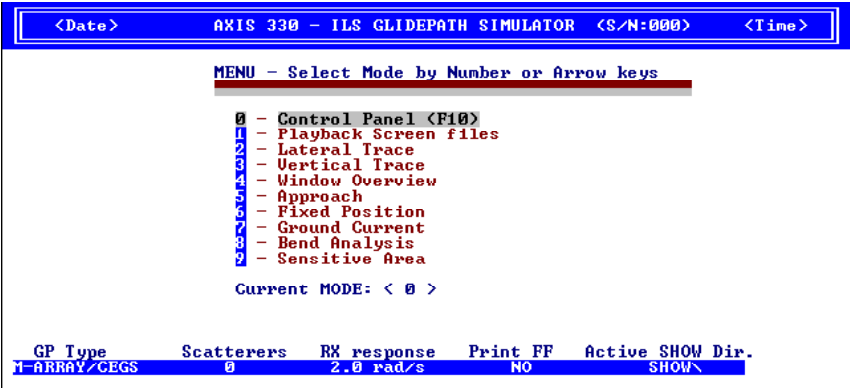 <Date> AXIS 330 - ILS GLIDEPATH SIMULATOR <S/N:000> <Time>
MENU - Select Mode by Number or Arrow keys
0 - Control Panel <F10>
1 - Playback Screen files
2 - Lateral Trace
3 - Vertical Trace
4 - Window Overview
5 - Approach
6 - Fixed Position
7 - Ground Current
8 - Bend Analysis
9 - Sensitive Area
Current MODE: < 0 >
GP Type Scatterers RX response Print FF Active SHOW Dir.
M-ARRAY/CEGS 0 2.0 rad/s NO SHOW\